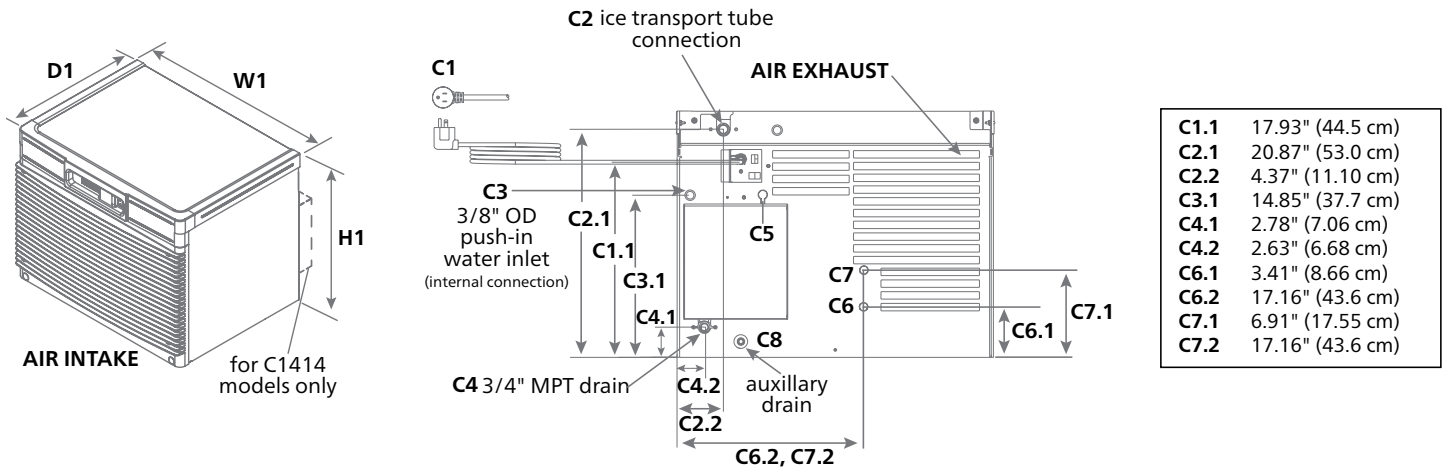 D1
W1
H1
AIR INTAKE
for C1414
models only
C1
C2 ice transport tube
connection
AIR EXHAUST
C3
3/8" OD
push-in
water inlet
(internal connection)
C2.1
C1.1
C3.1
C4.1
C5
C7
C6
C6.1
C7.1
C8
C4 3/4" MPT drain
C4.2
auxillary
drain
C2.2
C6.2, C7.2
C1.1 17.93" (44.5 cm)
C2.1 20.87" (53.0 cm)
C2.2 4.37" (11.10 cm)
C3.1 14.85" (37.7 cm)
C4.1 2.78" (7.06 cm)
C4.2 2.63" (6.68 cm)
C6.1 3.41" (8.66 cm)
C6.2 17.16" (43.6 cm)
C7.1 6.91" (17.55 cm)
C7.2 17.16" (43.6 cm)